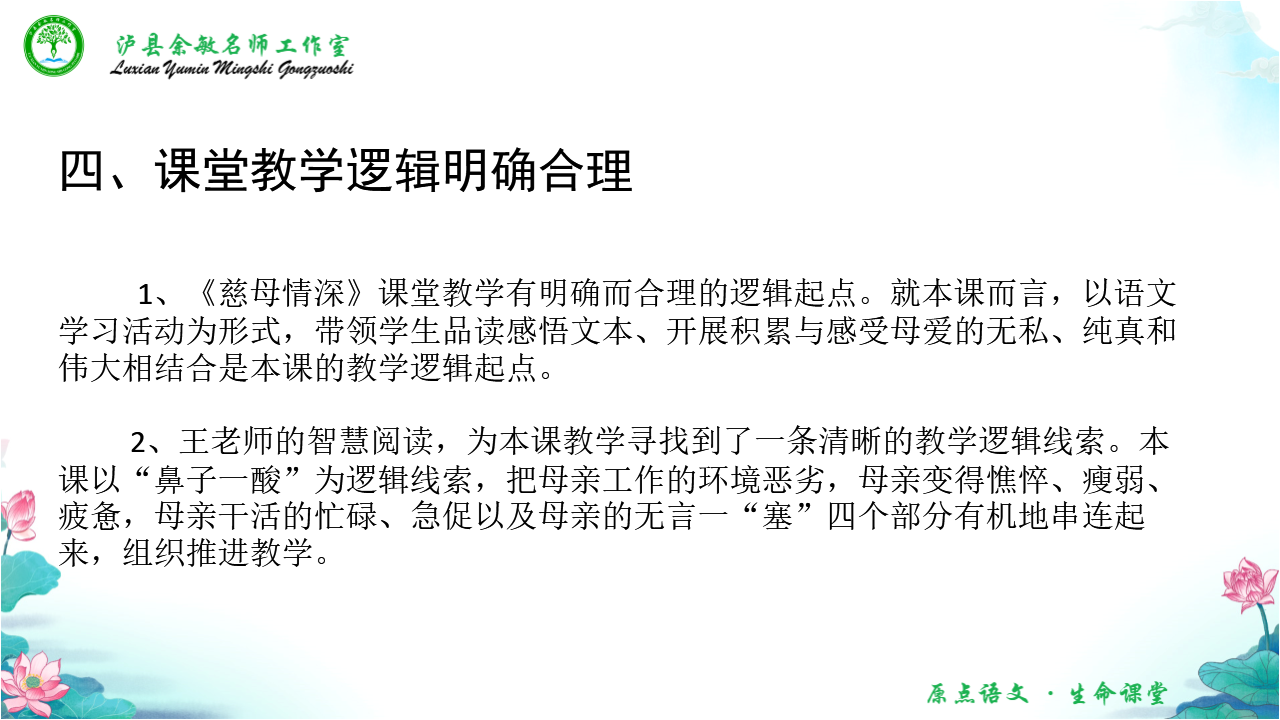 泸县余敏名师工作室
Luxian Yumin Mingshi Gongzuoshi
四、课堂教学逻辑明确合理
1、《慈母情深》课堂教学有明确而合理的逻辑起点。就本课而言，以语文
学习活动为形式，带领学生品读感悟文本、开展积累与感受母爱的无私、纯真和
伟大相结合是本课的教学逻辑起点。
2、王老师的智慧阅读，为本课教学寻找到了一条清晰的教学逻辑线索。本
课以“鼻子一酸”为逻辑线索，把母亲工作的环境恶劣，母亲变得憔悴、瘦弱、
疲惫，母亲干活的忙碌、急促以及母亲的无言一“塞”四个部分有机地串连起
来，组织推进教学。
原点语文 · 生命课堂